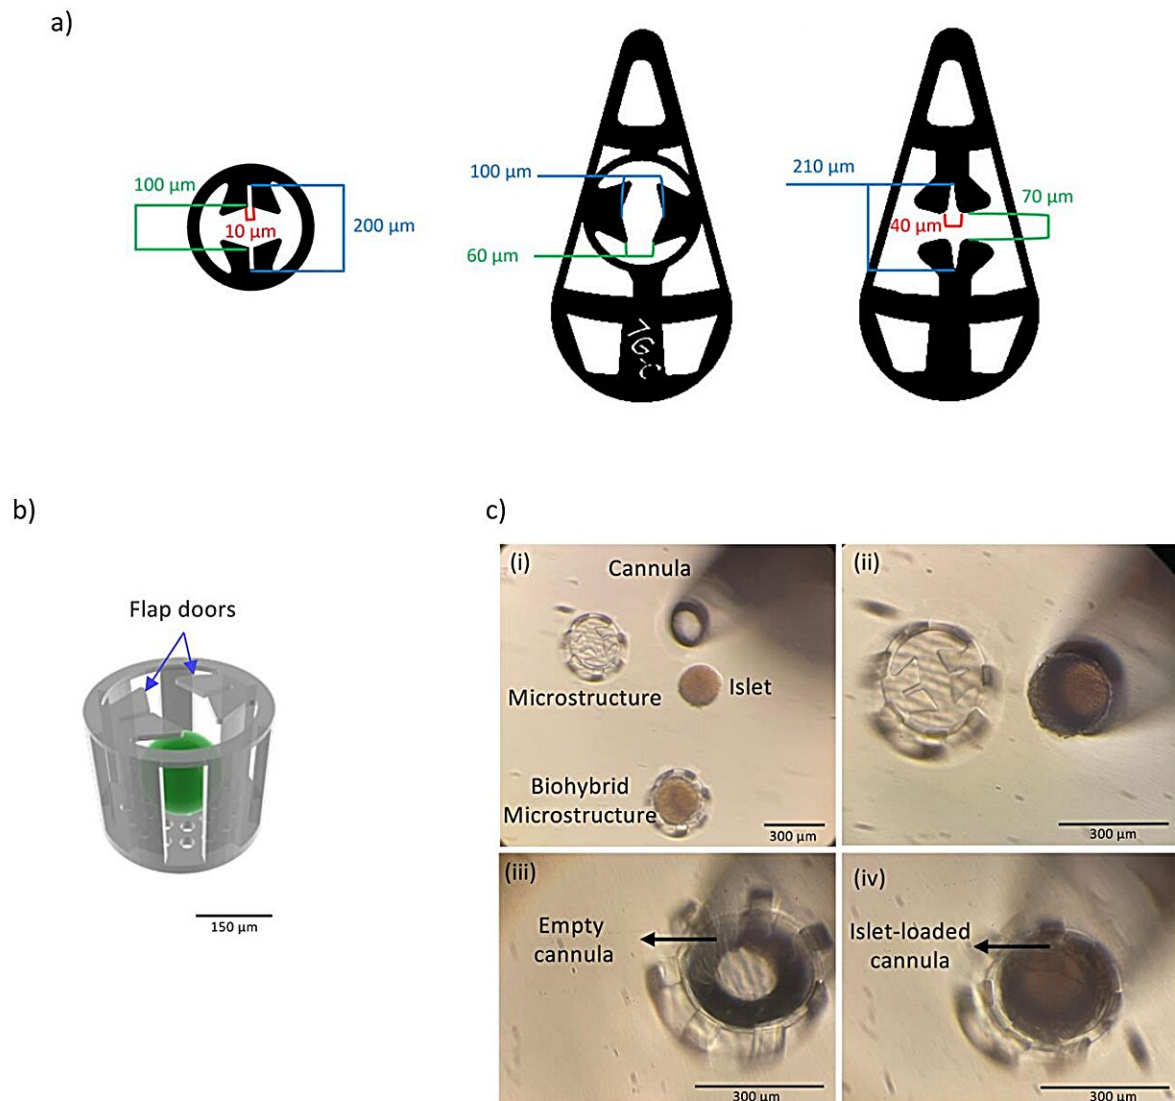 a)
100 µm
10 µm
200 µm
100 µm
60 µm
210 µm
40 µm
70 µm
b)
Flap doors
150 µm
c)
(i)
Cannula
Microstructure
Islet
Biohybrid
Microstructure
300 µm
(ii)
300 µm
(iii)
Empty
cannula
300 µm
(iv)
Islet-loaded
cannula
300 µm